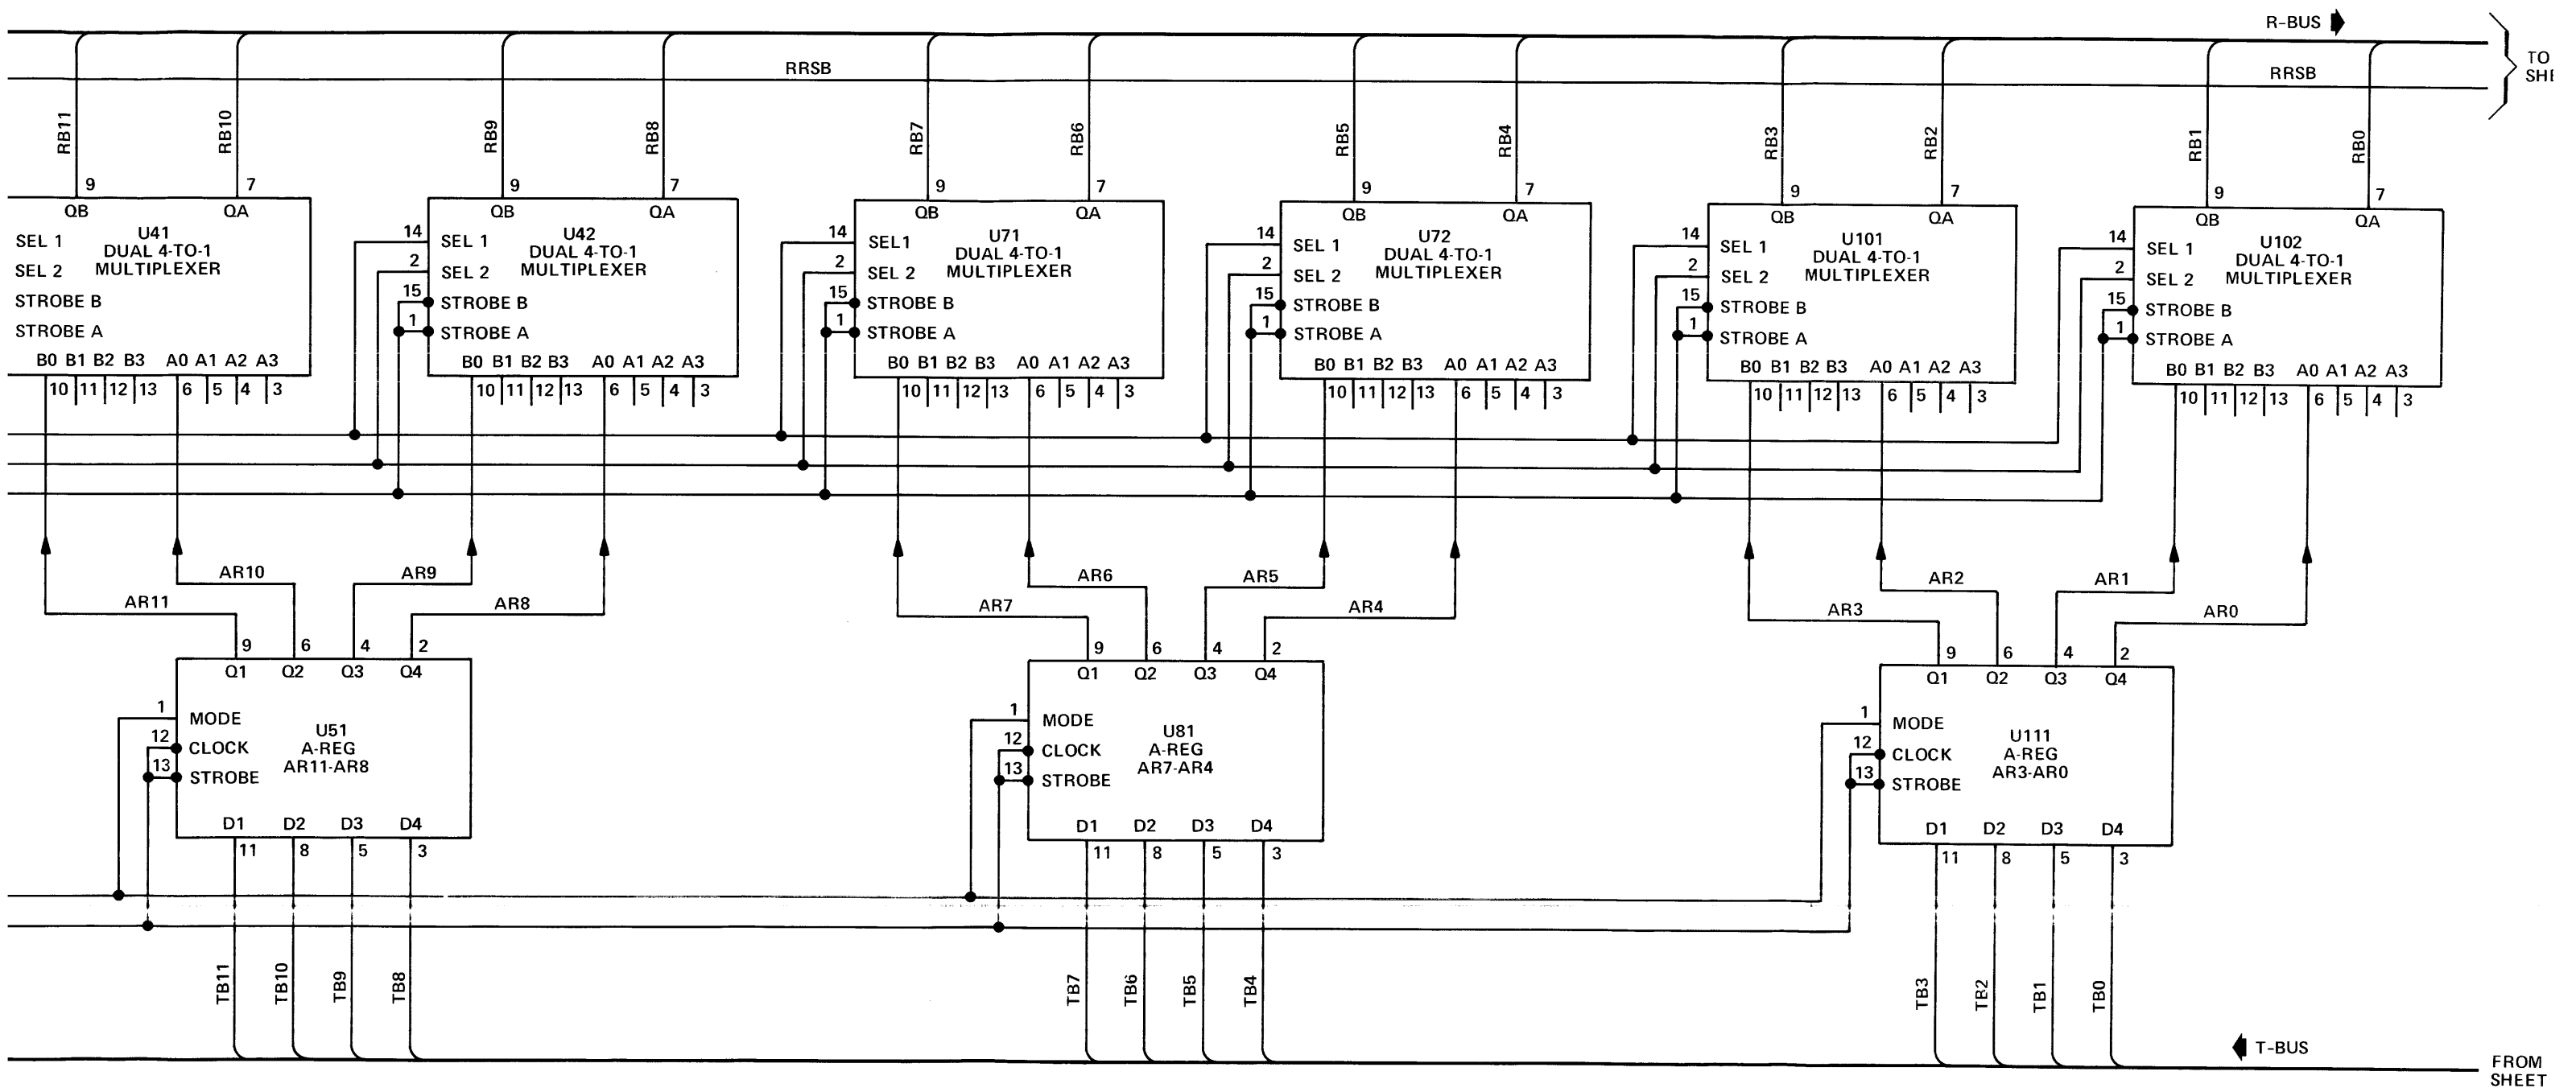 R-BUS
TO
SHE
RRSB
RRSB
RB11
RB10
RB9
RB8
RB7
RB6
RB5
RB4
RB3
RB2
RB1
RB0
9 7
QB QA
SEL 1
SEL 2
STROBE B
STROBE A
U41
DUAL 4-TO-1
MULTIPLEXER
B0 B1 B2 B3 A0 A1 A2 A3
10 11 12 13 6 5 4 3
9 7
QB QA
14 SEL 1
2 SEL 2
15 STROBE B
1 STROBE A
U42
DUAL 4-TO-1
MULTIPLEXER
B0 B1 B2 B3 A0 A1 A2 A3
10 11 12 13 6 5 4 3
9 7
QB QA
14 SEL1
2 SEL 2
15 STROBE B
1 STROBE A
U71
DUAL 4-TO-1
MULTIPLEXER
B0 B1 B2 B3 A0 A1 A2 A3
10 11 12 13 6 5 4 3
9 7
QB QA
14 SEL 1
2 SEL 2
15 STROBE B
1 STROBE A
U72
DUAL 4-TO-1
MULTIPLEXER
B0 B1 B2 B3 A0 A1 A2 A3
10 11 12 13 6 5 4 3
9 7
QB QA
14 SEL 1
2 SEL 2
15 STROBE B
1 STROBE A
U101
DUAL 4-TO-1
MULTIPLEXER
B0 B1 B2 B3 A0 A1 A2 A3
10 11 12 13 6 5 4 3
9 7
QB QA
14 SEL 1
2 SEL 2
15 STROBE B
1 STROBE A
U102
DUAL 4-TO-1
MULTIPLEXER
B0 B1 B2 B3 A0 A1 A2 A3
10 11 12 13 6 5 4 3
AR11
AR10
AR9
AR8
AR7
AR6
AR5
AR4
AR3
AR2
AR1
AR0
9 6 4 2
Q1 Q2 Q3 Q4
1 MODE
12 CLOCK
13 STROBE
U51
A-REG
AR11-AR8
D1 D2 D3 D4
11 8 5 3
9 6 4 2
Q1 Q2 Q3 Q4
1 MODE
12 CLOCK
13 STROBE
U81
A-REG
AR7-AR4
D1 D2 D3 D4
11 8 5 3
9 6 4 2
Q1 Q2 Q3 Q4
1 MODE
12 CLOCK
13 STROBE
U111
A-REG
AR3-AR0
D1 D2 D3 D4
11 8 5 3
TB11
TB10
TB9
TB8
TB7
TB6
TB5
TB4
TB3
TB2
TB1
TB0
T-BUS
FROM
SHEET